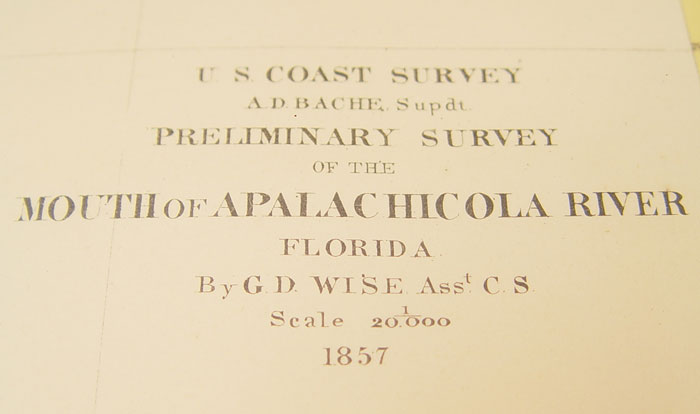 U. S. COAST SURVEY
A. D. BACHE, Supdt.
PRELIMINARY SURVEY
OF THE
MOUTH OF APALACHICOLA RIVER
FLORIDA
By G. D. WISE Asst. C. S.
Scale 1/20.000
1857